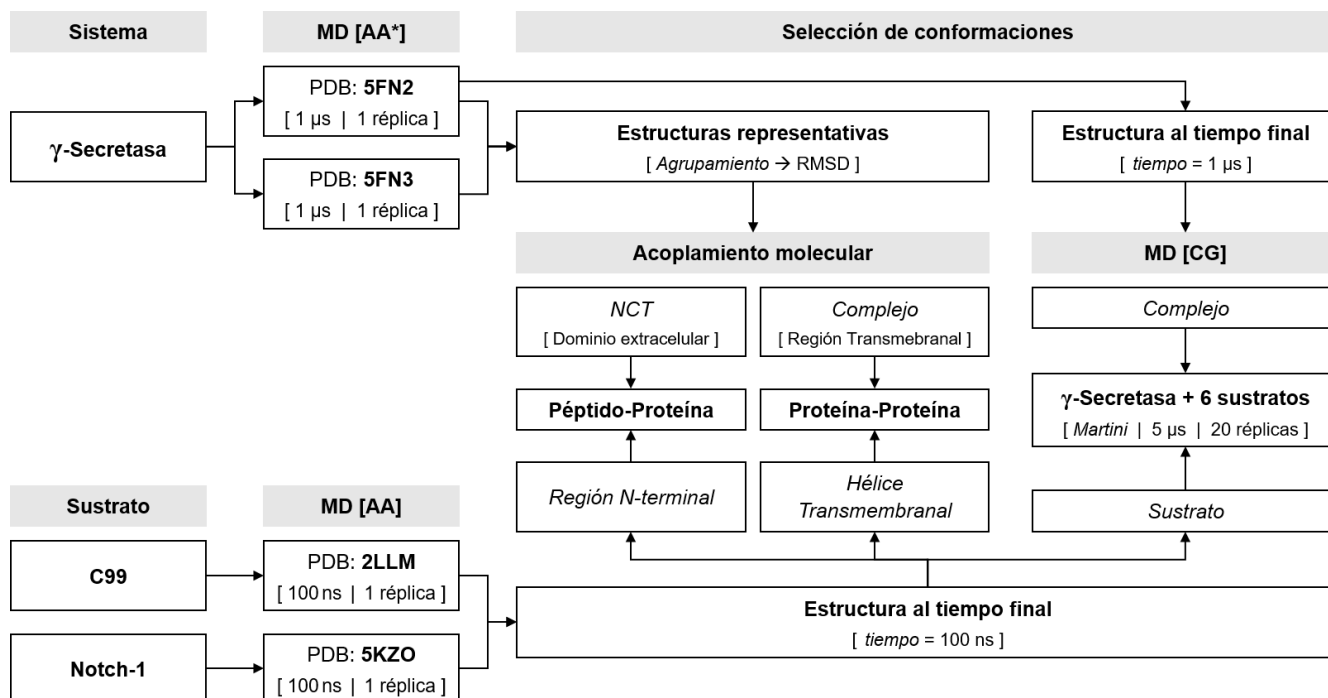 Sistema
MD [AA*]
Selección de conformaciones
γ-Secretasa
PDB: 5FN2
[ 1 μs | 1 réplica ]
PDB: 5FN3
[ 1 μs | 1 réplica ]
Estructuras representativas
[ Agrupamiento → RMSD ]
Estructura al tiempo final
[ tiempo = 1 μs ]
Acoplamiento molecular
MD [CG]
NCT
[ Dominio extracelular ]
Complejo
[ Región Transmebranal ]
Complejo
Péptido-Proteína
Proteína-Proteína
γ-Secretasa + 6 sustratos
[ Martini | 5 μs | 20 réplicas ]
Región N-terminal
Hélice
Transmembranal
Sustrato
Sustrato
MD [AA]
C99
PDB: 2LLM
[ 100 ns | 1 réplica ]
Notch-1
PDB: 5KZO
[ 100 ns | 1 réplica ]
Estructura al tiempo final
[ tiempo = 100 ns ]